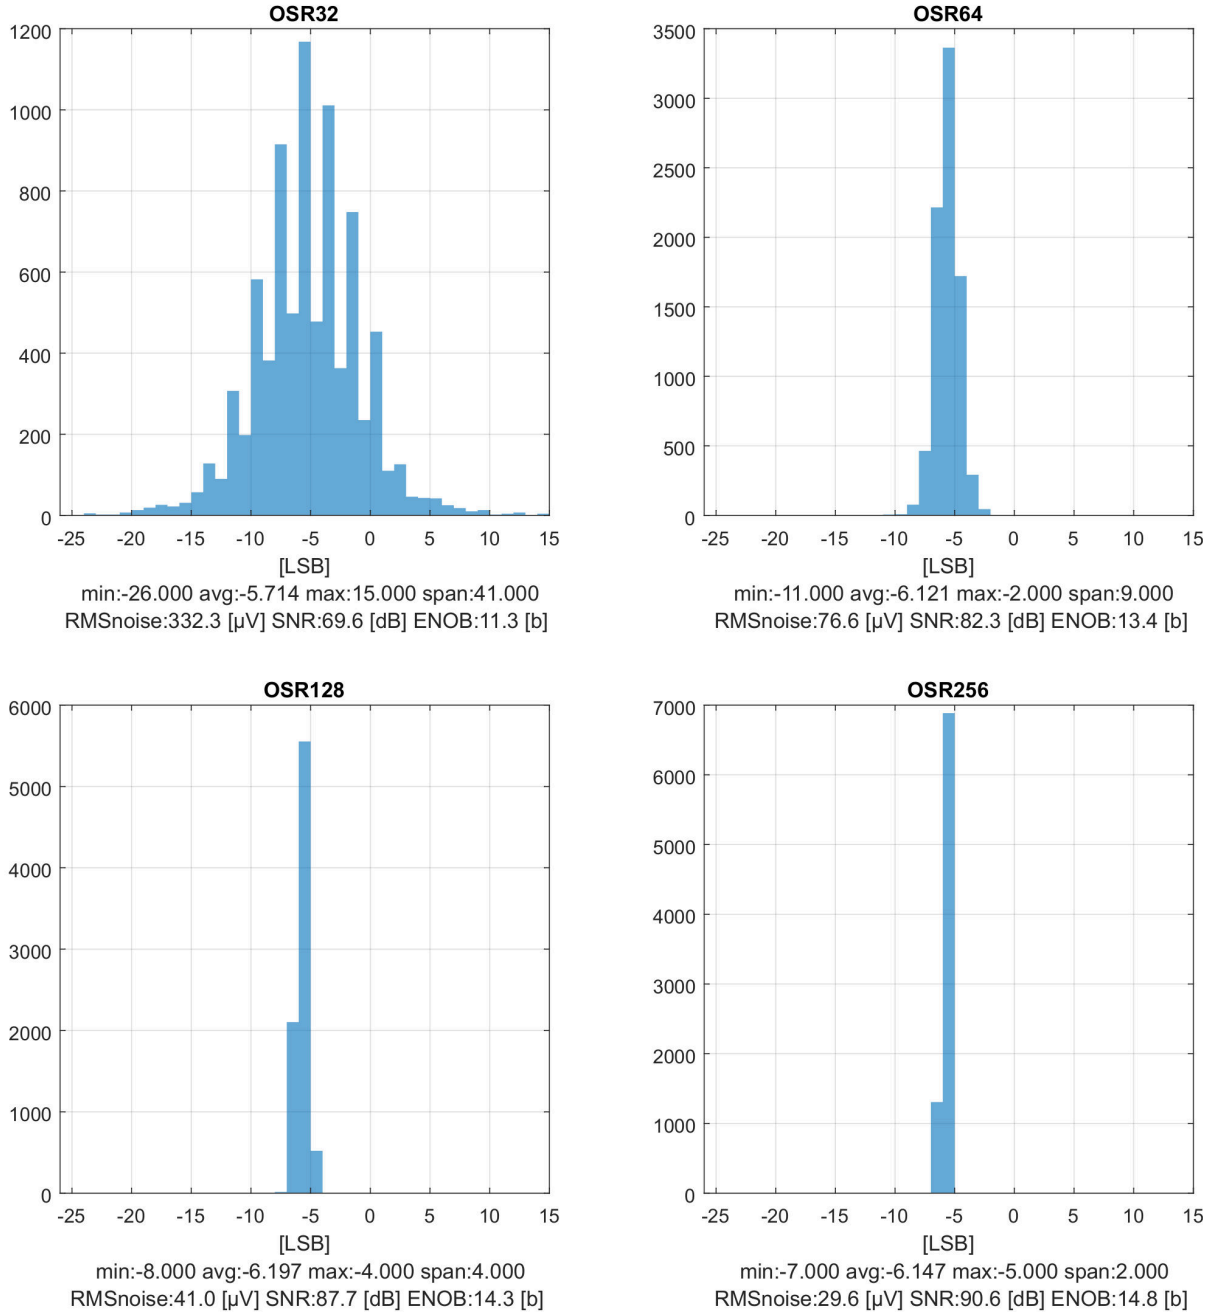 OSR32
1200
1000
800
600
400
200
0
-25 -20 -15 -10 -5 0 5 10 15
[LSB]
min:-26.000 avg:-5.714 max:15.000 span:41.000
RMSnoise:332.3 [µV] SNR:69.6 [dB] ENOB:11.3 [b]
OSR64
3500
3000
2500
2000
1500
1000
500
0
-25 -20 -15 -10 -5 0 5 10 15
[LSB]
min:-11.000 avg:-6.121 max:-2.000 span:9.000
RMSnoise:76.6 [µV] SNR:82.3 [dB] ENOB:13.4 [b]
OSR128
6000
5000
4000
3000
2000
1000
0
-25 -20 -15 -10 -5 0 5 10 15
[LSB]
min:-8.000 avg:-6.197 max:-4.000 span:4.000
RMSnoise:41.0 [µV] SNR:87.7 [dB] ENOB:14.3 [b]
OSR256
7000
6000
5000
4000
3000
2000
1000
0
-25 -20 -15 -10 -5 0 5 10 15
[LSB]
min:-7.000 avg:-6.147 max:-5.000 span:2.000
RMSnoise:29.6 [µV] SNR:90.6 [dB] ENOB:14.8 [b]